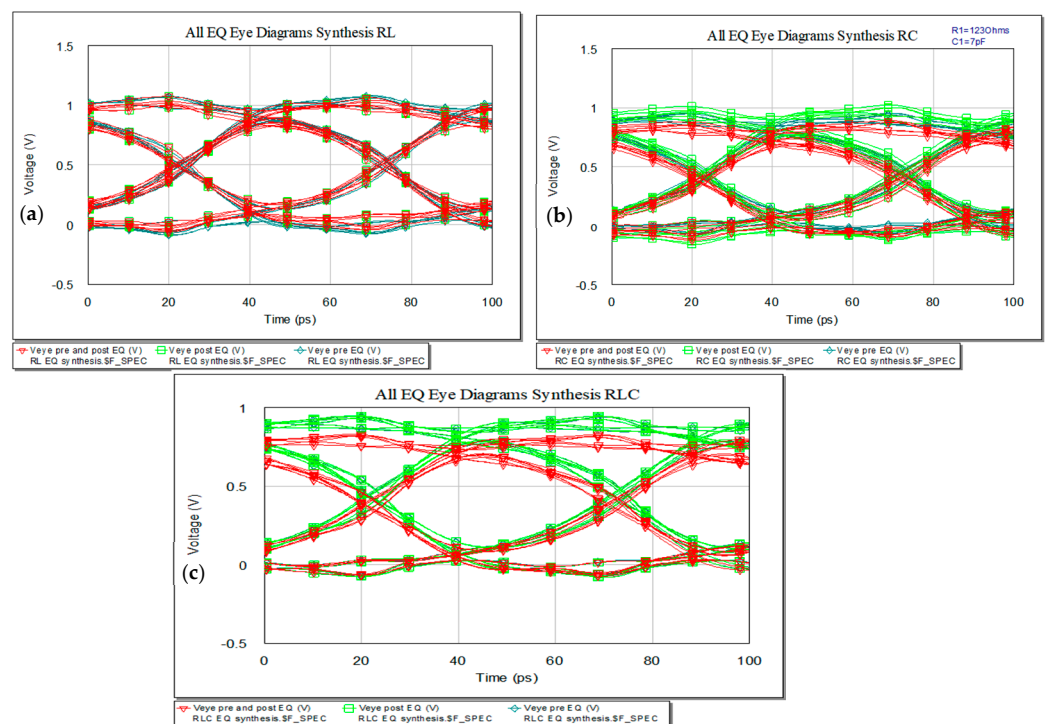 All EQ Eye Diagrams Synthesis RL
1.5
1
0.5
0
-0.5
Voltage (V)
0 20 40 60 80 100
Time (ps)
(a)
Veye pre and post EQ (V) Veye post EQ (V) Veye pre EQ (V)
RL EQ synthesis.$F_SPEC RL EQ synthesis.$F_SPEC RL EQ synthesis.$F_SPEC
All EQ Eye Diagrams Synthesis RC
R1=123Ohms
C1=7pF
1.5
1
0.5
0
-0.5
Voltage (V)
0 20 40 60 80 100
Time (ps)
(b)
Veye pre and post EQ (V) Veye post EQ (V) Veye pre EQ (V)
RC EQ synthesis.$F_SPEC RC EQ synthesis.$F_SPEC RC EQ synthesis.$F_SPEC
All EQ Eye Diagrams Synthesis RLC
1
0.5
0
-0.5
Voltage (V)
0 20 40 60 80 100
Time (ps)
(c)
Veye pre and post EQ (V) Veye post EQ (V) Veye pre EQ (V)
RLC EQ synthesis.$F_SPEC RLC EQ synthesis.$F_SPEC RLC EQ synthesis.$F_SPEC